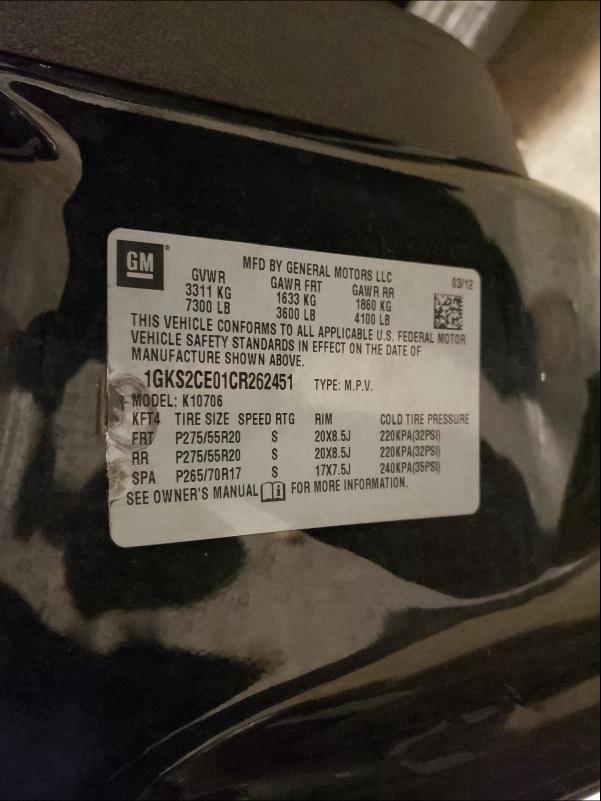 GM
MFD BY GENERAL MOTORS LLC
03/12
GVWR GAWR FRT GAWR RR
3311 KG 1633 KG 1860 KG
7300 LB 3600 LB 4100 LB
THIS VEHICLE CONFORMS TO ALL APPLICABLE U.S. FEDERAL MOTOR
VEHICLE SAFETY STANDARDS IN EFFECT ON THE DATE OF
MANUFACTURE SHOWN ABOVE.
1GKS2CE01CR262451 TYPE: M.P.V.
MODEL: K10706
KFT4 TIRE SIZE SPEED RTG RIM COLD TIRE PRESSURE
FRT P275/55R20 S 20X8.5J 220KPA(32PSI)
RR P275/55R20 S 20X8.5J 220KPA(32PSI)
SPA P265/70R17 S 17X7.5J 240KPA(35PSI)
SEE OWNER'S MANUAL FOR MORE INFORMATION.